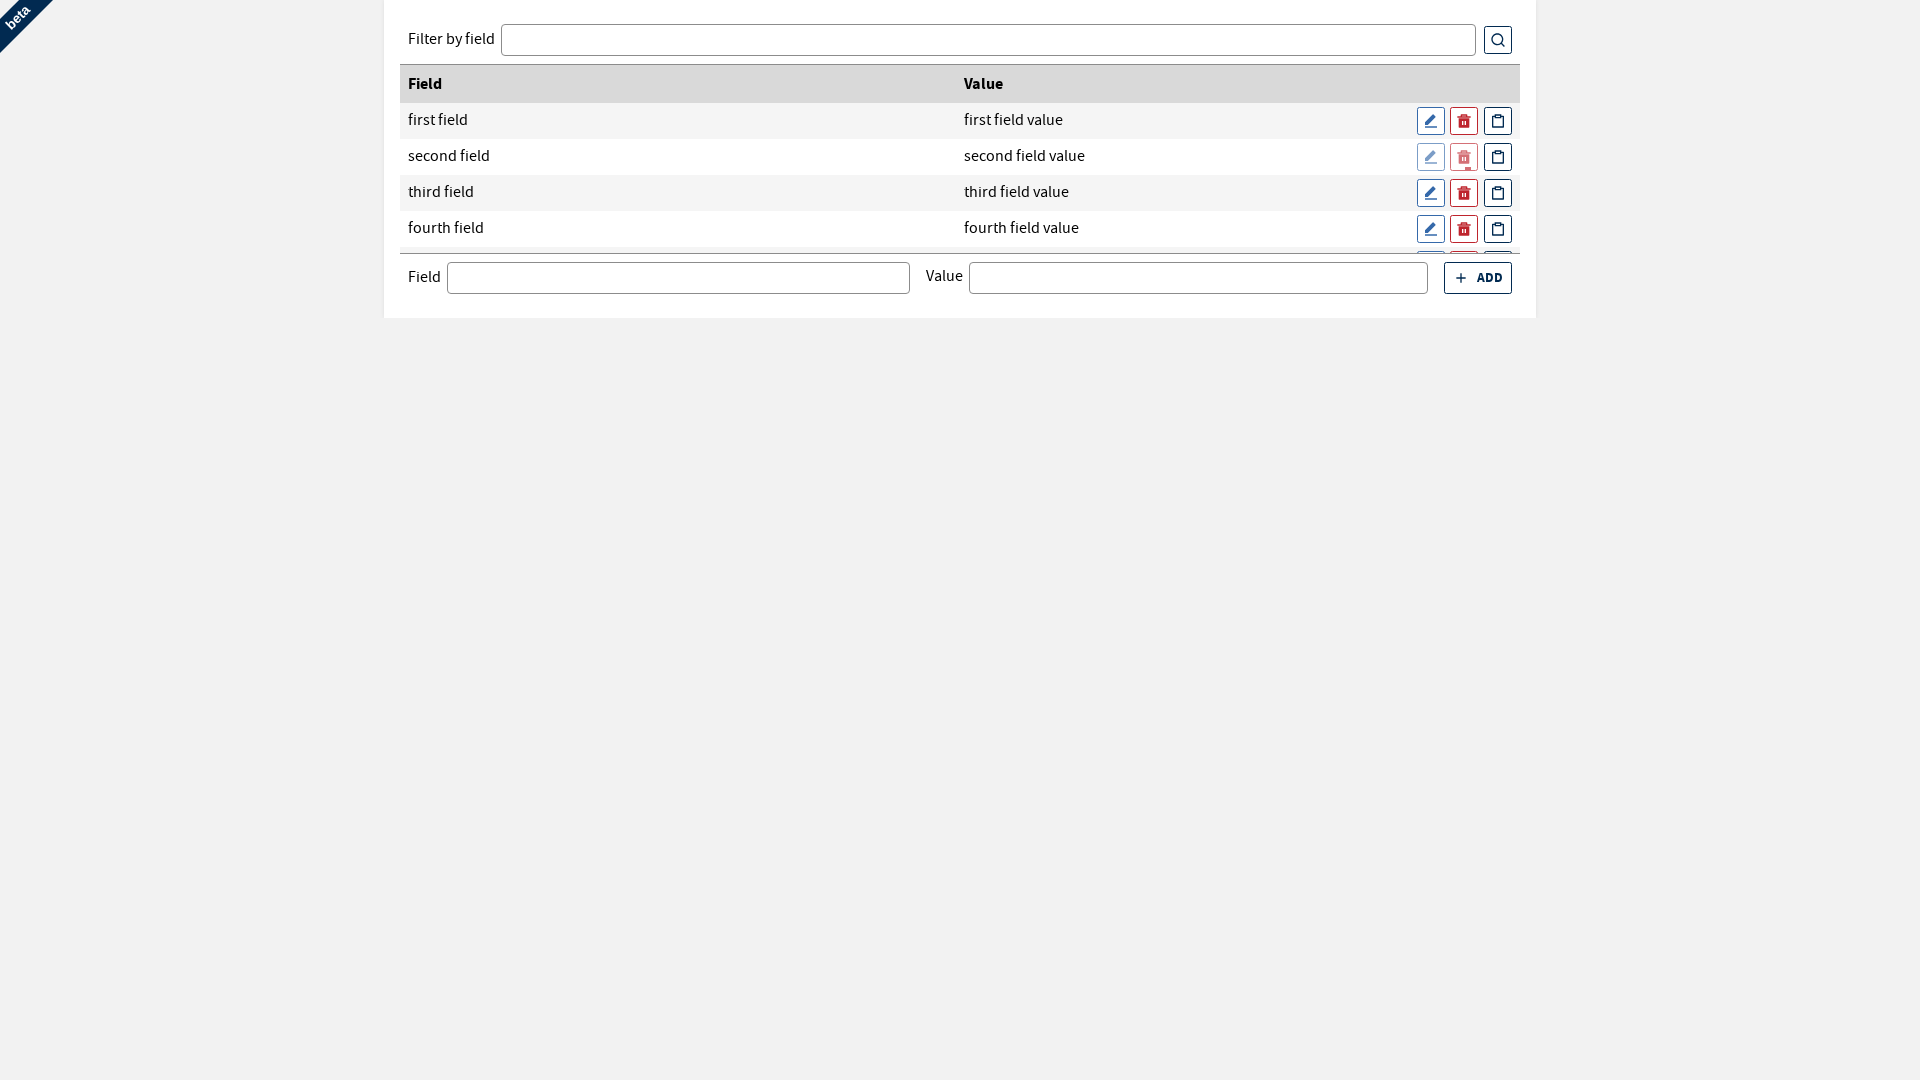 beta
Filter by field
Field Value
first field first field value
second field second field value
third field third field value
fourth field fourth field value
Field Value ADD